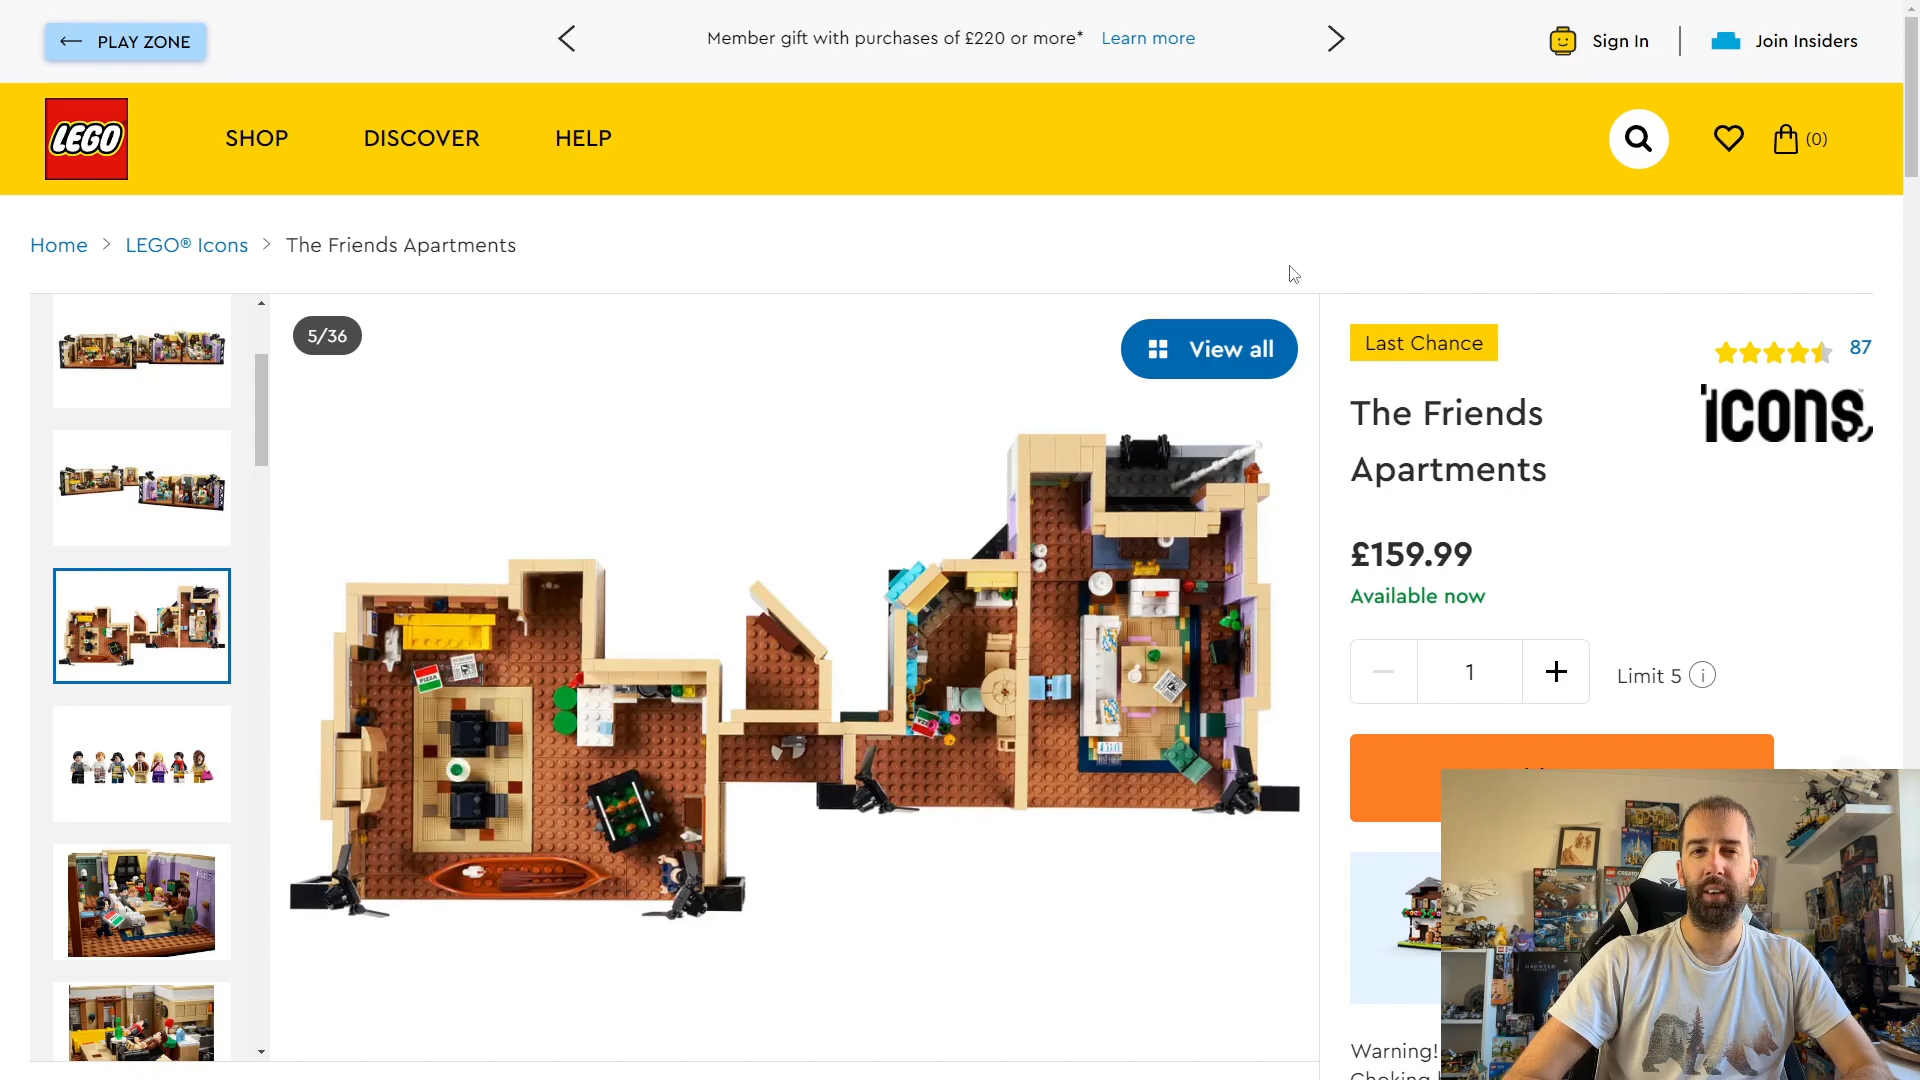 PLAY ZONE
Member gift with purchases of £220 or more* Learn more
Sign In
Join Insiders
LEGO
SHOP
DISCOVER
HELP
(0)
Home > LEGO® Icons > The Friends Apartments
5/36
View all
Last Chance
87
The Friends
Apartments
icons
£159.99
Available now
1
Limit 5
PIZZA
Warning!